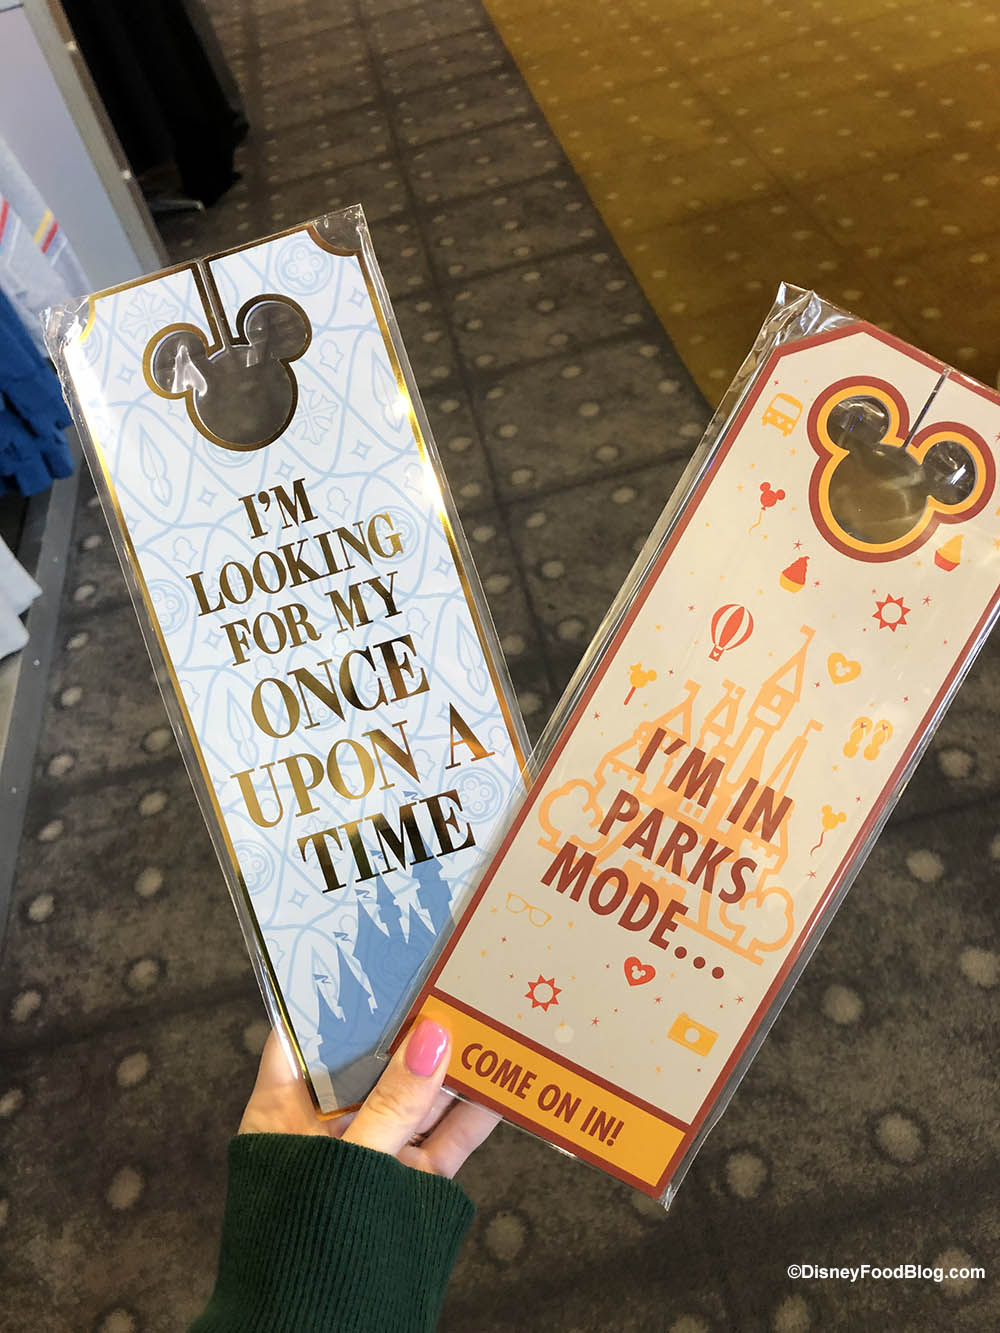 I'M
LOOKING
FOR MY
ONCE
UPON A
TIME
I'M IN
PARKS
MODE...
COME ON IN!
©DisneyFoodBlog.com